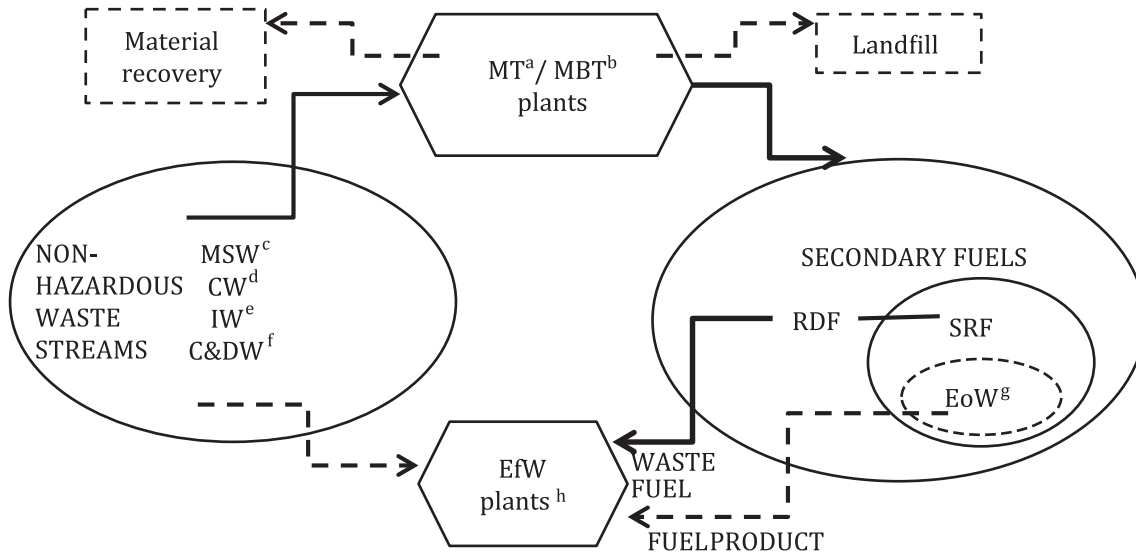 Material
recovery
MTᵃ/ MBTᵇ
plants
Landfill
NON-
HAZARDOUS
WASTE
STREAMS
MSWᶜ
CWᵈ
IWᵉ
C&DWᶠ
SECONDARY FUELS
RDF
SRF
EoWᵍ
EfW
plants ʰ
WASTE
FUEL
FUELPRODUCT